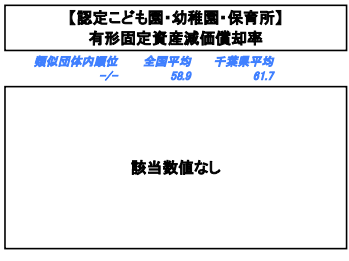 【認定こども園・幼稚園・保育所】
有形固定資産減価償却率
類似団体内順位 全国平均 千葉県平均
-/- 58.9 61.7
該当数値なし